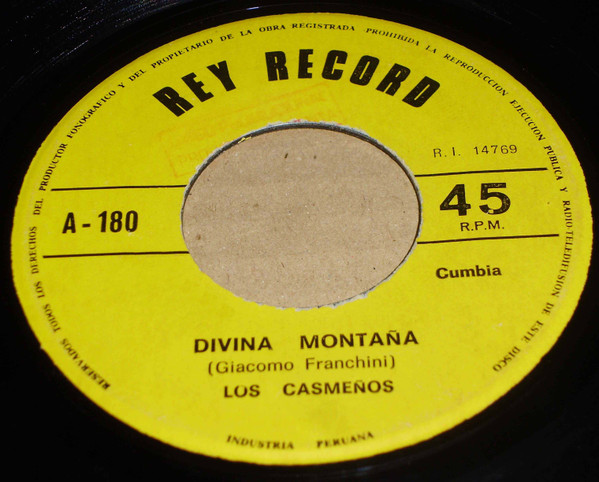 RESERVADOS TODOS LOS DERECHOS DEL PRODUCTOR FONOGRAFICO Y DEL PROPIETARIO DE LA OBRA REGISTRADA PROHIBIDA LA REPRODUCCION EJECUCION PUBLICA Y RADIO-TELEDIFUSION DE ESTE DISCO
REY RECORD
R. I. 14769
A-180
45
R.P.M.
Cumbia
DIVINA MONTAÑA
(Giacomo Franchini)
LOS CASMEÑOS
INDUSTRIA PERUANA